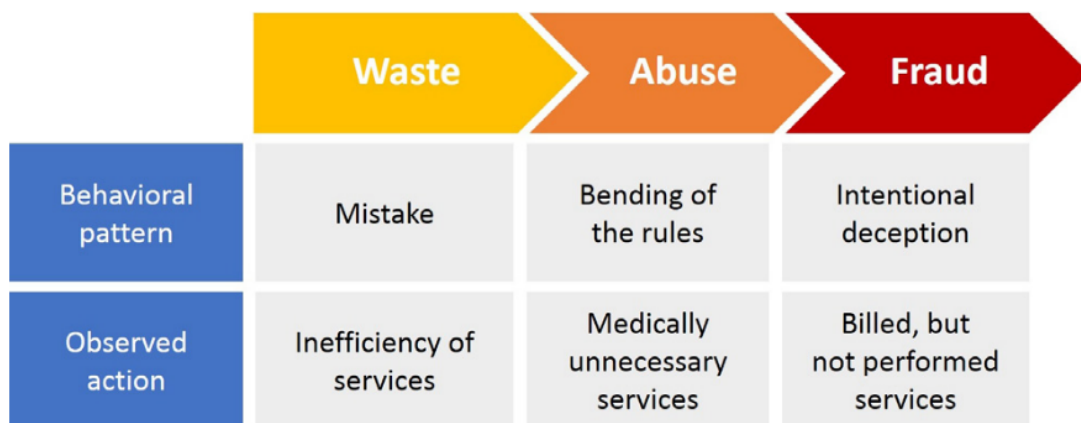 Waste
Abuse
Fraud
Behavioral
pattern
Mistake
Bending of
the rules
Intentional
deception
Observed
action
Inefficiency of
services
Medically
unnecessary
services
Billed, but
not performed
services